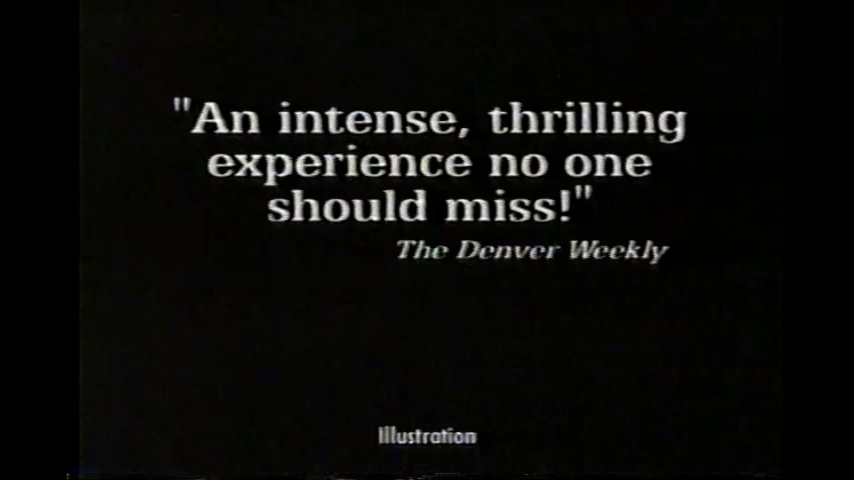 "An intense, thrilling
experience no one
should miss!"
The Denver Weekly
Illustration